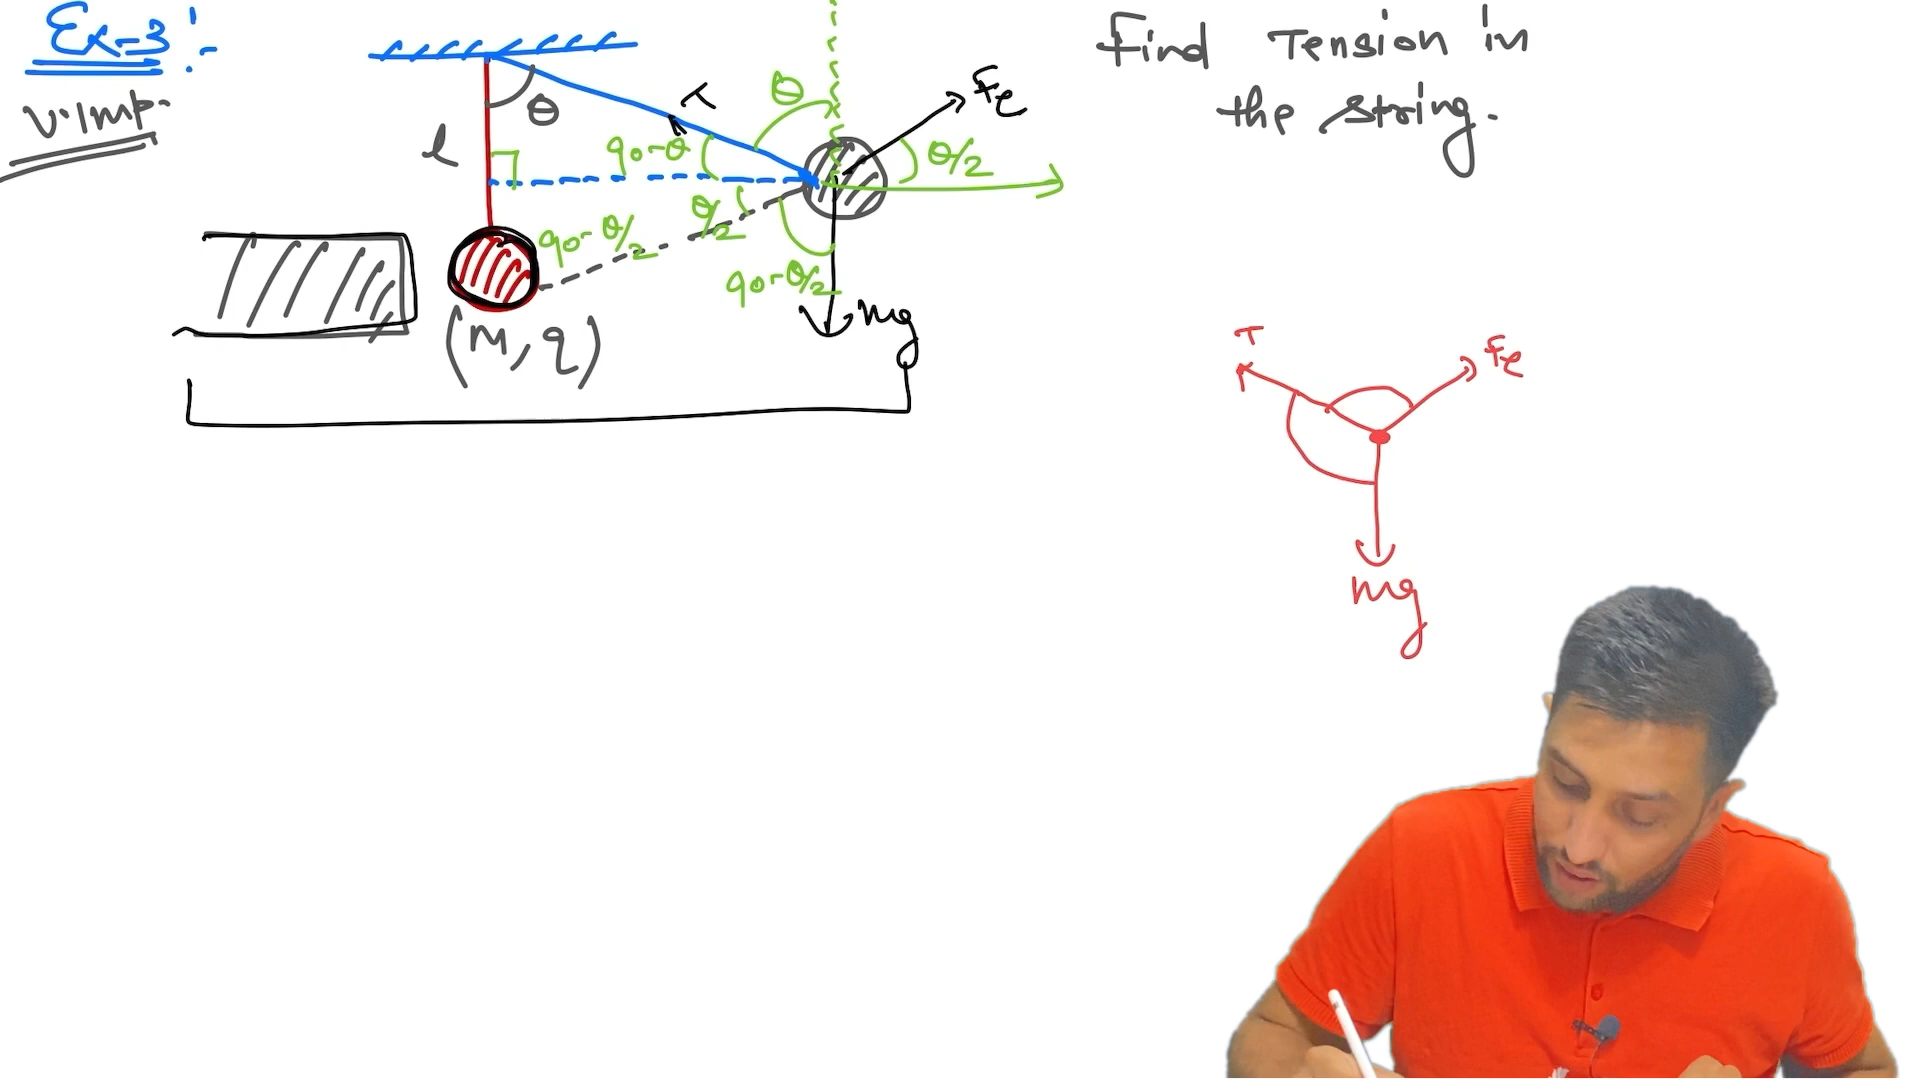 Ex-3 :-
V.Imp.
Find Tension in
the string.
θ
T
θ
Fe
l
90-θ
θ/2
θ/2
90-θ/2
90-θ/2
mg
(m, q)
T
Fe
mg